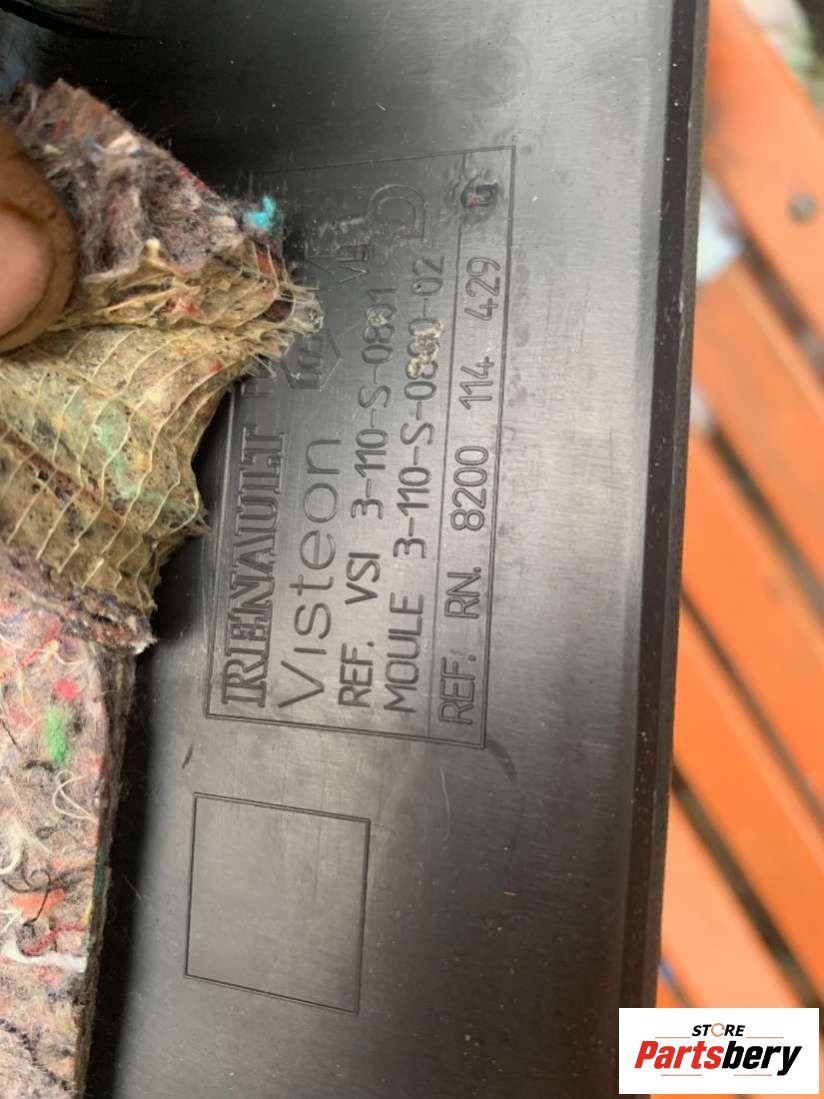 RENAULT
Visteon
REF. VSI 3-110-S-0801
MOULE 3-110-S-0800-02
REF. RN. 8200 114 429 G
STORE
Partsbery